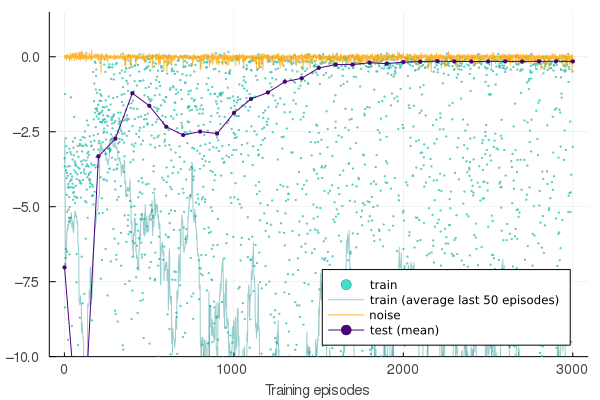 0.0
−2.5
−5.0
−7.5
−10.0
0
1000
2000
3000
Training episodes
train
train (average last 50 episodes)
noise
test (mean)